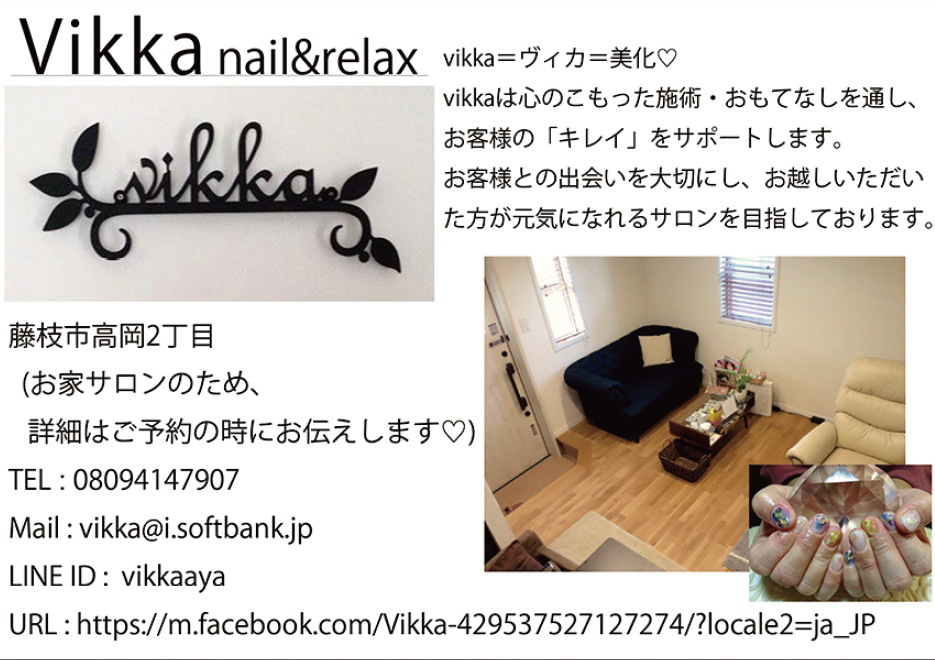 Vikka nail&relax
vikka＝ヴィカ＝美化♡
vikkaは心のこもった施術・おもてなしを通し、
お客様の「キレイ」をサポートします。
お客様との出会いを大切にし、お越しいただい
た方が元気になれるサロンを目指しております。
vikka
藤枝市高岡2丁目
(お家サロンのため、
詳細はご予約の時にお伝えします♡)
TEL : 08094147907
Mail : vikka@i.softbank.jp
LINE ID :  vikkaaya
URL : https://m.facebook.com/Vikka-429537527127274/?locale2=ja_JP